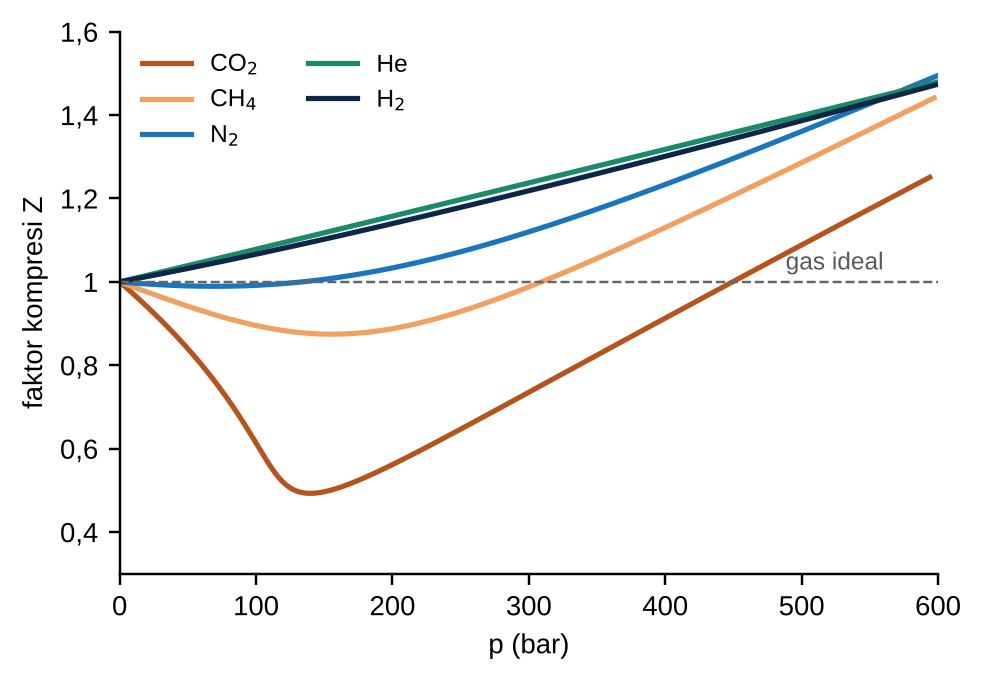 1,6
1,4
1,2
1
0,8
0,6
0,4
faktor kompresi Z
CO₂
CH₄
N₂
He
H₂
gas ideal
0 100 200 300 400 500 600
p (bar)